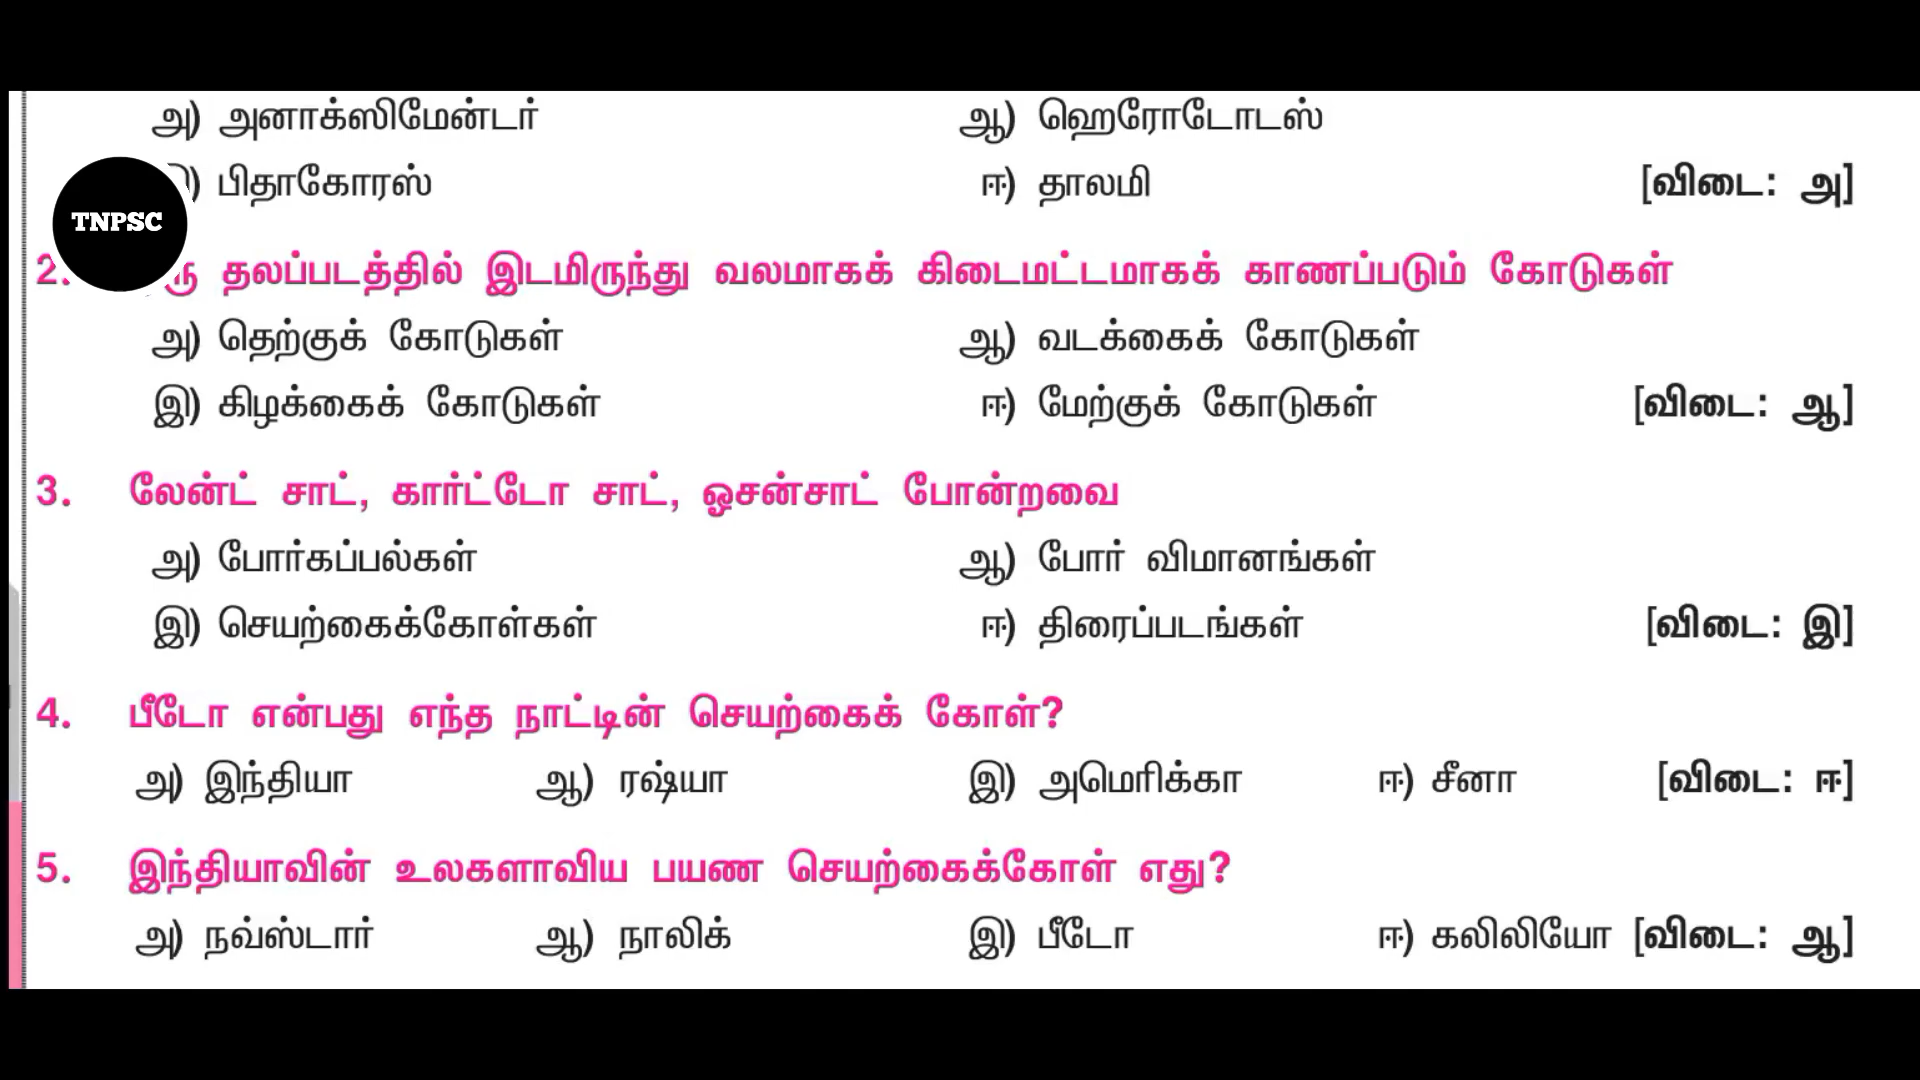 அ) அனாக்ஸிமேன்டர் ஆ) ஹெரோடோடஸ்
) பிதாகோரஸ் ஈ) தாலமி [விடை: அ]
TNPSC
2. தலப்படத்தில் இடமிருந்து வலமாகக் கிடைமட்டமாகக் காணப்படும் கோடுகள்
அ) தெற்குக் கோடுகள் ஆ) வடக்கைக் கோடுகள்
இ) கிழக்கைக் கோடுகள் ஈ) மேற்குக் கோடுகள் [விடை: ஆ]
3. லேன்ட் சாட், கார்ட்டோ சாட், ஓசன்சாட் போன்றவை
அ) போர்கப்பல்கள் ஆ) போர் விமானங்கள்
இ) செயற்கைக்கோள்கள் ஈ) திரைப்படங்கள் [விடை: இ]
4. பீடோ என்பது எந்த நாட்டின் செயற்கைக் கோள்?
அ) இந்தியா ஆ) ரஷ்யா இ) அமெரிக்கா ஈ) சீனா [விடை: ஈ]
5. இந்தியாவின் உலகளாவிய பயண செயற்கைக்கோள் எது?
அ) நவ்ஸ்டார் ஆ) நாலிக் இ) பீடோ ஈ) கலிலியோ [விடை: ஆ]